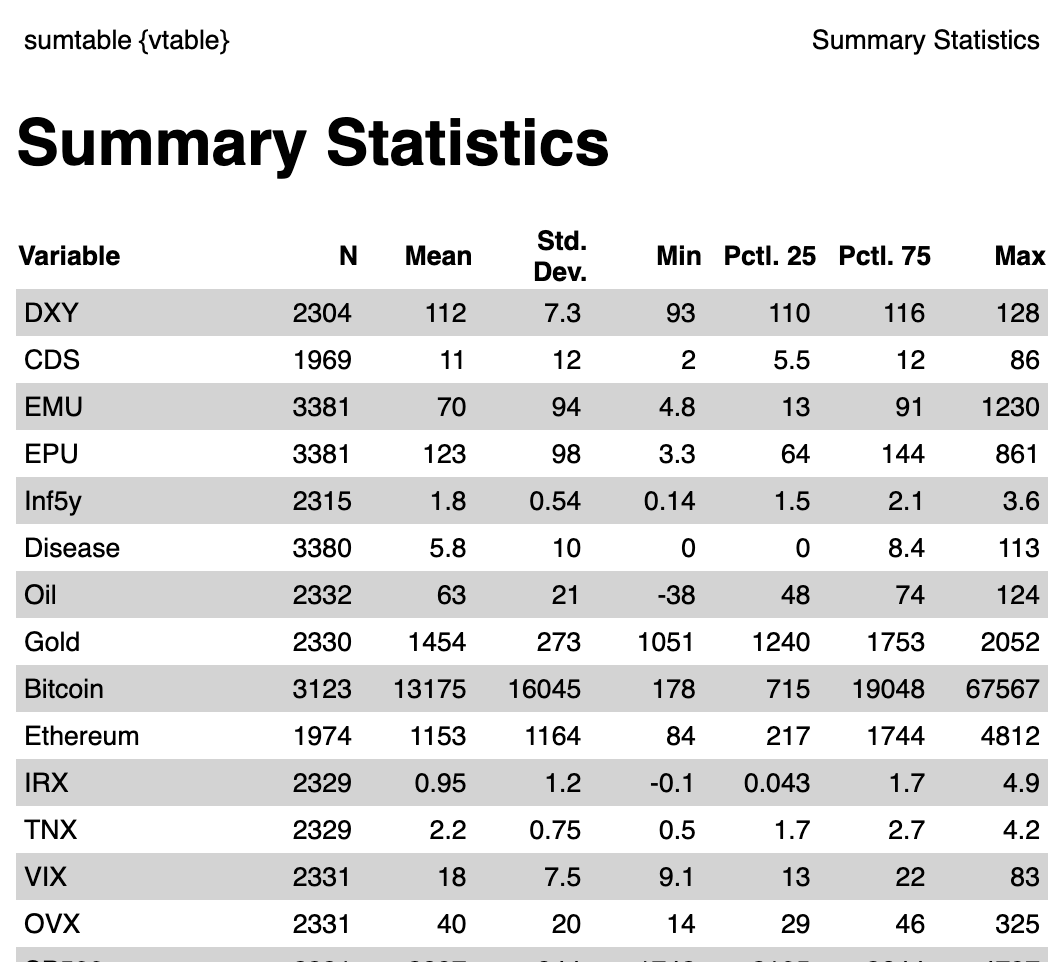 sumtable {vtable} Summary Statistics
Summary Statistics
Variable N Mean Std. Dev. Min Pctl. 25 Pctl. 75 Max
DXY 2304 112 7.3 93 110 116 128
CDS 1969 11 12 2 5.5 12 86
EMU 3381 70 94 4.8 13 91 1230
EPU 3381 123 98 3.3 64 144 861
Inf5y 2315 1.8 0.54 0.14 1.5 2.1 3.6
Disease 3380 5.8 10 0 0 8.4 113
Oil 2332 63 21 -38 48 74 124
Gold 2330 1454 273 1051 1240 1753 2052
Bitcoin 3123 13175 16045 178 715 19048 67567
Ethereum 1974 1153 1164 84 217 1744 4812
IRX 2329 0.95 1.2 -0.1 0.043 1.7 4.9
TNX 2329 2.2 0.75 0.5 1.7 2.7 4.2
VIX 2331 18 7.5 9.1 13 22 83
OVX 2331 40 20 14 29 46 325